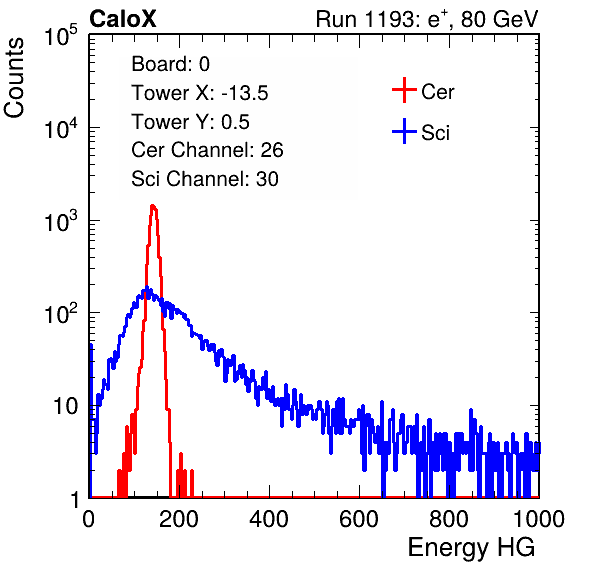 CaloX Run 1193: e⁺, 80 GeV
Board: 0
Tower X: -13.5
Tower Y: 0.5
Cer Channel: 26
Sci Channel: 30
Cer
Sci
Counts
10⁵
10⁴
10³
10²
10
1
0 200 400 600 800 1000
Energy HG